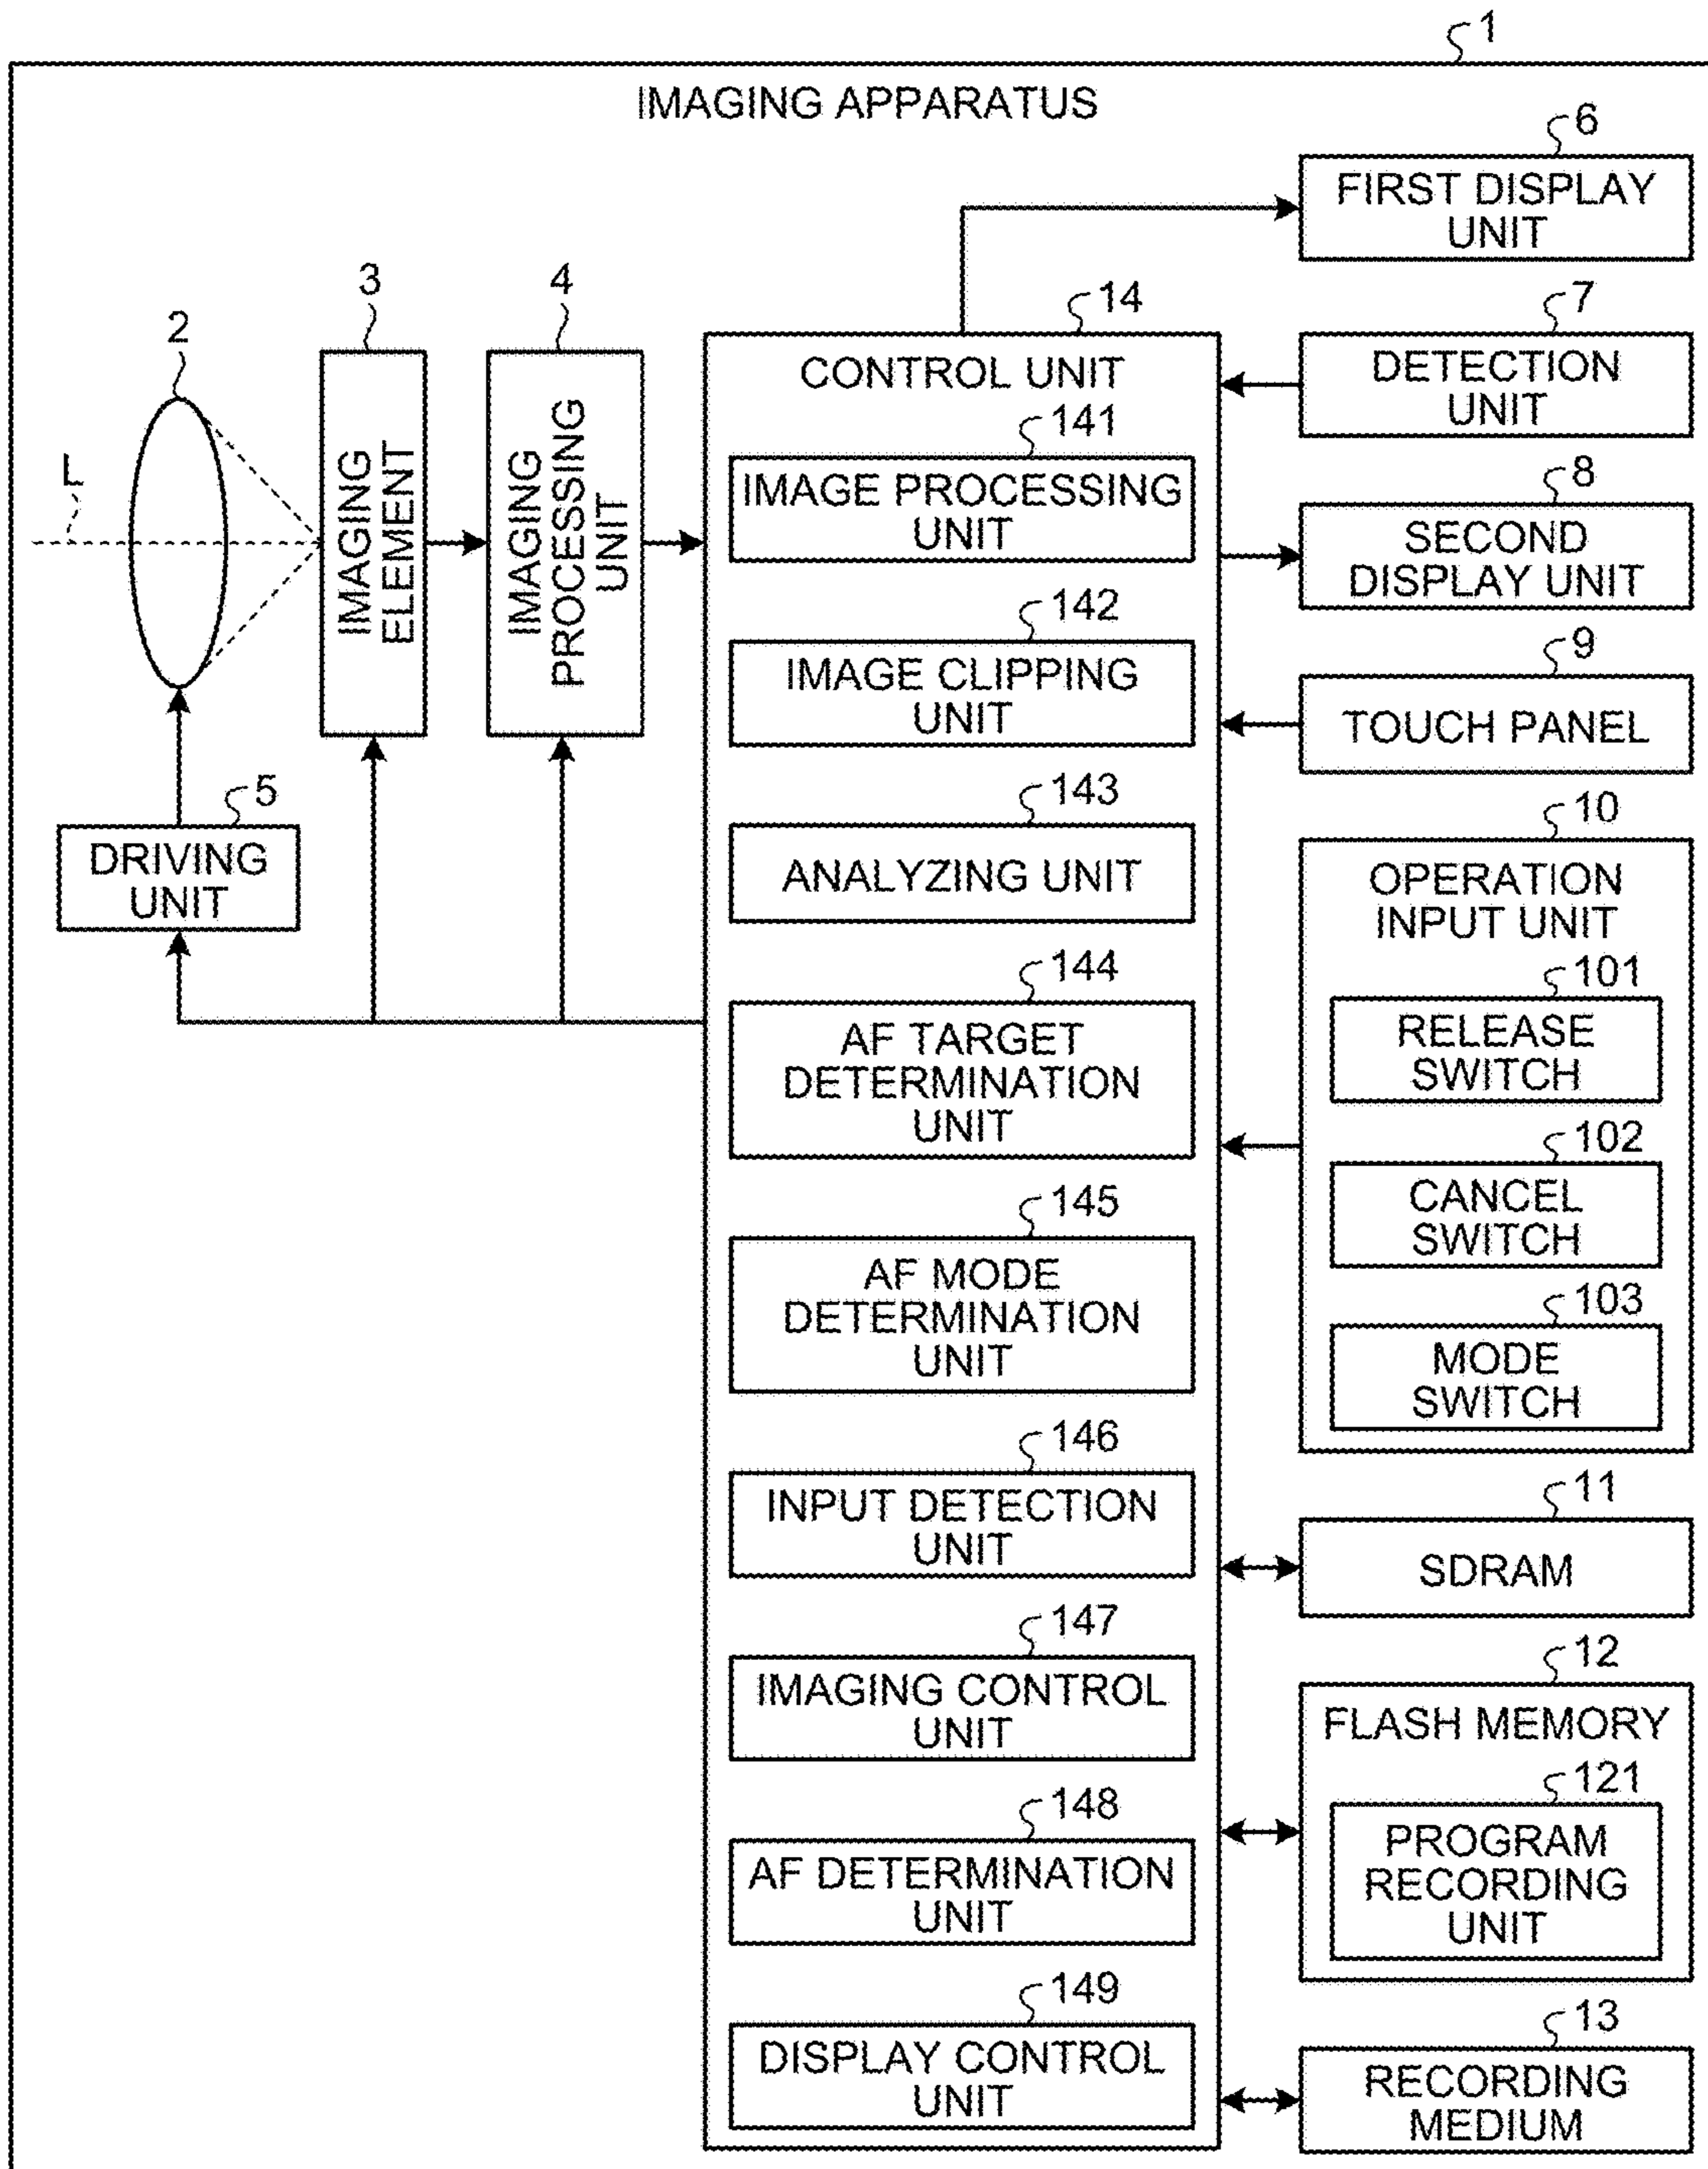 1
IMAGING APPARATUS
6
FIRST DISPLAY
UNIT
2
3
4
14
7
L
IMAGING
ELEMENT
IMAGING
PROCESSING
UNIT
CONTROL UNIT
DETECTION
UNIT
141
IMAGE PROCESSING
UNIT
8
SECOND
DISPLAY UNIT
142
IMAGE CLIPPING
UNIT
9
TOUCH PANEL
5
DRIVING
UNIT
143
ANALYZING UNIT
10
OPERATION
INPUT UNIT
144
AF TARGET
DETERMINATION
UNIT
101
RELEASE
SWITCH
102
CANCEL
SWITCH
145
AF MODE
DETERMINATION
UNIT
103
MODE
SWITCH
146
INPUT DETECTION
UNIT
11
SDRAM
147
IMAGING CONTROL
UNIT
12
FLASH MEMORY
121
PROGRAM
RECORDING
UNIT
148
AF DETERMINATION
UNIT
149
DISPLAY CONTROL
UNIT
13
RECORDING
MEDIUM